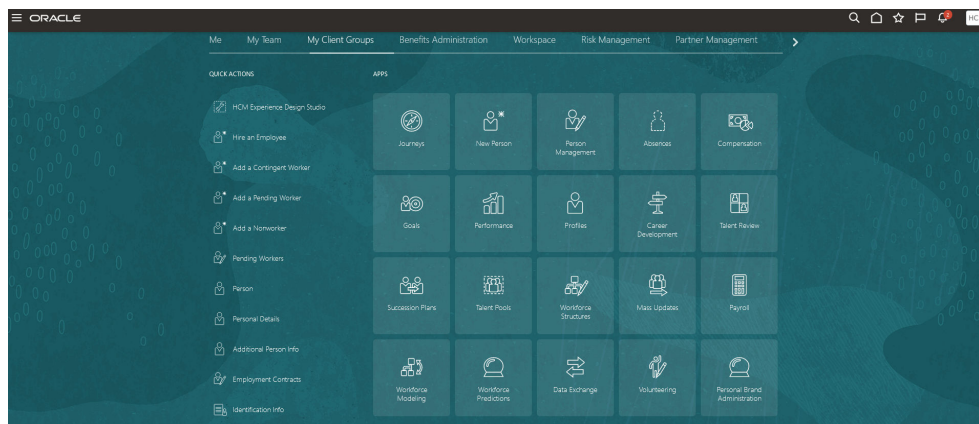 ORACLE
2
HC
Me
My Team
My Client Groups
Benefits Administration
Workspace
Risk Management
Partner Management
QUICK ACTIONS
HCM Experience Design Studio
Hire an Employee
Add a Contingent Worker
Add a Pending Worker
Add a Nonworker
Pending Workers
Person
Personal Details
Additional Person Info
Employment Contracts
Identification Info
APPS
Journeys
New Person
Person
Management
Absences
Compensation
Goals
Performance
Profiles
Career
Development
Talent Review
Succession Plans
Talent Pools
Workforce
Structures
Mass Updates
Payroll
Workforce
Modeling
Workforce
Predictions
Data Exchange
Volunteering
Personal Brand
Administration